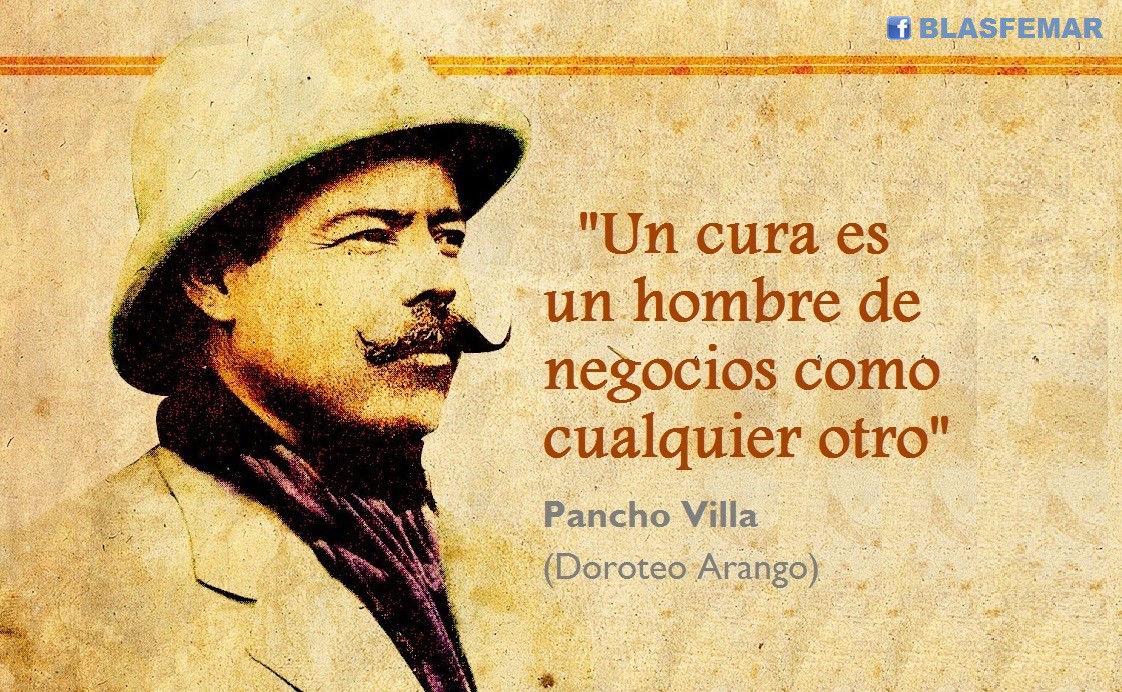 BLASFEMAR
"Un cura es
un hombre de
negocios como
cualquier otro"
Pancho Villa
(Doroteo Arango)